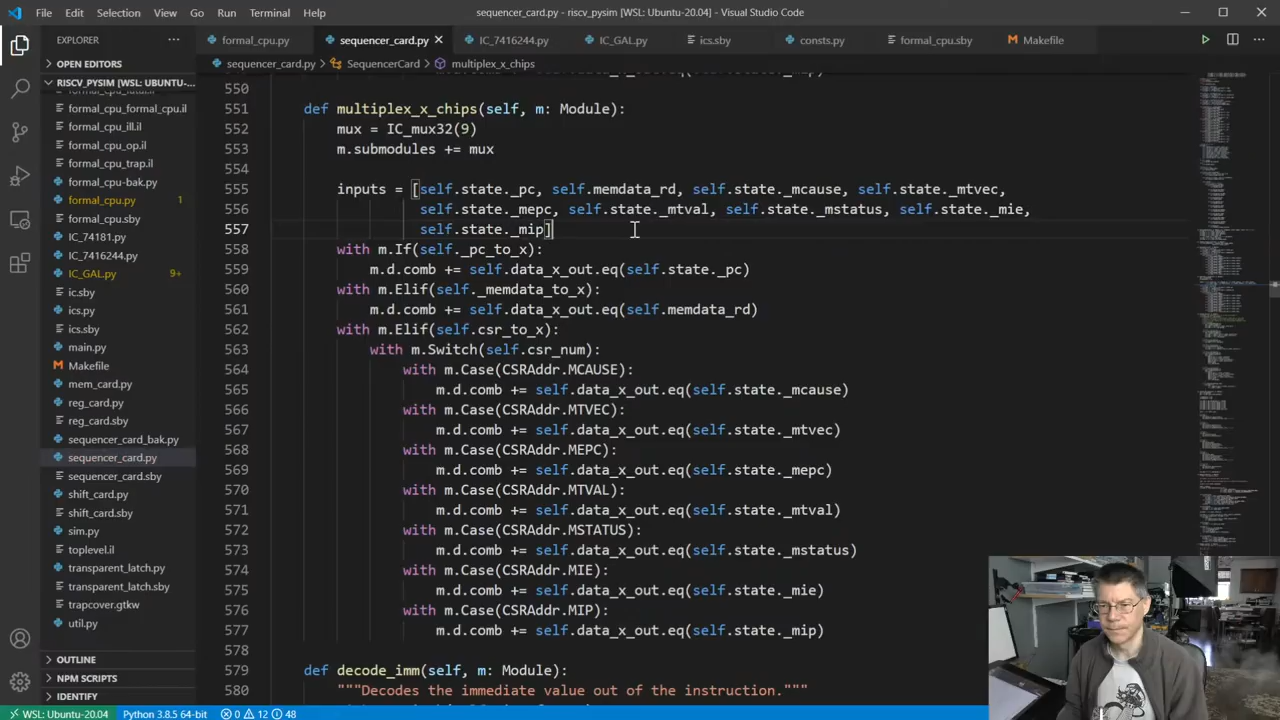 File Edit Selection View Go Run Terminal Help
sequencer_card.py - riscv_pysim [WSL: Ubuntu-20.04] - Visual Studio Code
EXPLORER
formal_cpu.py sequencer_card.py IC_7416244.py IC_GAL.py ics.sby consts.py formal_cpu.sby Makefile
OPEN EDITORS
sequencer_card.py > SequencerCard > multiplex_x_chips
RISCV_PYSIM [WSL: UBUNTU-...
formal_cpu_formal_cpu.il
formal_cpu_ill.il
formal_cpu_op.il
formal_cpu_trap.il
formal_cpu-bak.py
formal_cpu.py 1
formal_cpu.sby
IC_74181.py
IC_7416244.py
IC_GAL.py 9+
ic.sby
ics.py
ics.sby
main.py
Makefile
mem_card.py
reg_card.py
reg_card.sby
sequencer_card_bak.py
sequencer_card.py
sequencer_card.sby
shift_card.py
shift_card.sby
sim.py
toplevel.il
transparent_latch.py
transparent_latch.sby
trapcover.gtkw
util.py
OUTLINE
NPM SCRIPTS
IDENTIFY
550
551 def multiplex_x_chips(self, m: Module):
552 mux = IC_mux32(9)
553 m.submodules += mux
554
555 inputs = [self.state._pc, self.memdata_rd, self.state._mcause, self.state._mtvec,
556 self.state._mepc, self.state._mtval, self.state._mstatus, self.state._mie,
557 self.state._mip]
558 with m.If(self._pc_to_x):
559 m.d.comb += self.data_x_out.eq(self.state._pc)
560 with m.Elif(self._memdata_to_x):
561 m.d.comb += self.data_x_out.eq(self.memdata_rd)
562 with m.Elif(self.csr_to_x):
563 with m.Switch(self.csr_num):
564 with m.Case(CSRAddr.MCAUSE):
565 m.d.comb += self.data_x_out.eq(self.state._mcause)
566 with m.Case(CSRAddr.MTVEC):
567 m.d.comb += self.data_x_out.eq(self.state._mtvec)
568 with m.Case(CSRAddr.MEPC):
569 m.d.comb += self.data_x_out.eq(self.state._mepc)
570 with m.Case(CSRAddr.MTVAL):
571 m.d.comb += self.data_x_out.eq(self.state._mtval)
572 with m.Case(CSRAddr.MSTATUS):
573 m.d.comb += self.data_x_out.eq(self.state._mstatus)
574 with m.Case(CSRAddr.MIE):
575 m.d.comb += self.data_x_out.eq(self.state._mie)
576 with m.Case(CSRAddr.MIP):
577 m.d.comb += self.data_x_out.eq(self.state._mip)
578
579 def decode_imm(self, m: Module):
580 """Decodes the immediate value out of the instruction."""
WSL: Ubuntu-20.04 Python 3.8.5 64-bit 0 12 48